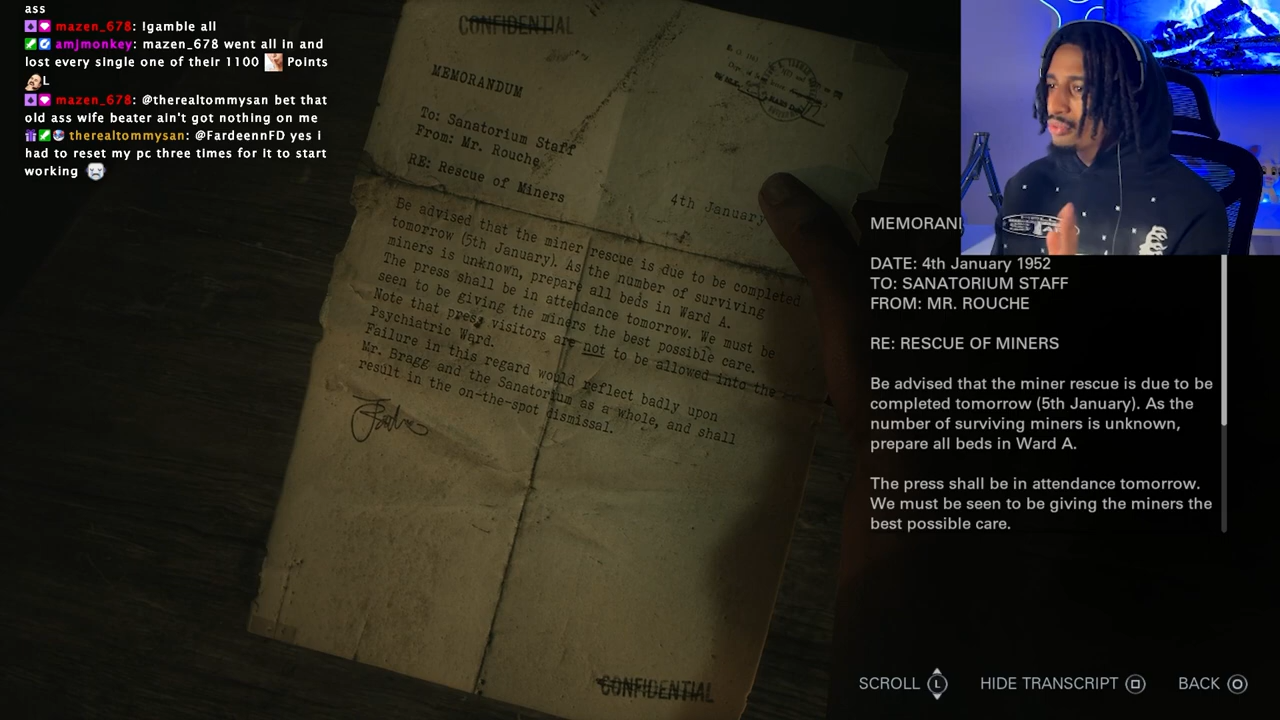 ass
mazen_678: !gamble all
amjmonkey: mazen_678 went all in and
lost every single one of their 1100 Points
L
mazen_678: @therealtommysan bet that
old ass wife beater ain't got nothing on me
therealtommysan: @FardeennFD yes i
had to reset my pc three times for it to start
working
CONFIDENTIAL
MEMORANDUM
To: Sanatorium Staff
From: Mr. Rouche
RE: Rescue of Miners
4th January
Be advised that the miner rescue is due to be completed
tomorrow (5th January). As the number of surviving
miners is unknown, prepare all beds in Ward A.
The press shall be in attendance tomorrow. We must be
seen to be giving the miners the best possible care.
Note that press visitors are not to be allowed into the
Psychiatric Ward.
Failure in this regard would reflect badly upon
Mr. Bragg and the Sanatorium as a whole, and shall
result in the on-the-spot dismissal.
CONFIDENTIAL
MEMORAN
DATE: 4th January 1952
TO: SANATORIUM STAFF
FROM: MR. ROUCHE
RE: RESCUE OF MINERS
Be advised that the miner rescue is due to be
completed tomorrow (5th January). As the
number of surviving miners is unknown,
prepare all beds in Ward A.
The press shall be in attendance tomorrow.
We must be seen to be giving the miners the
best possible care.
SCROLL L
HIDE TRANSCRIPT
BACK